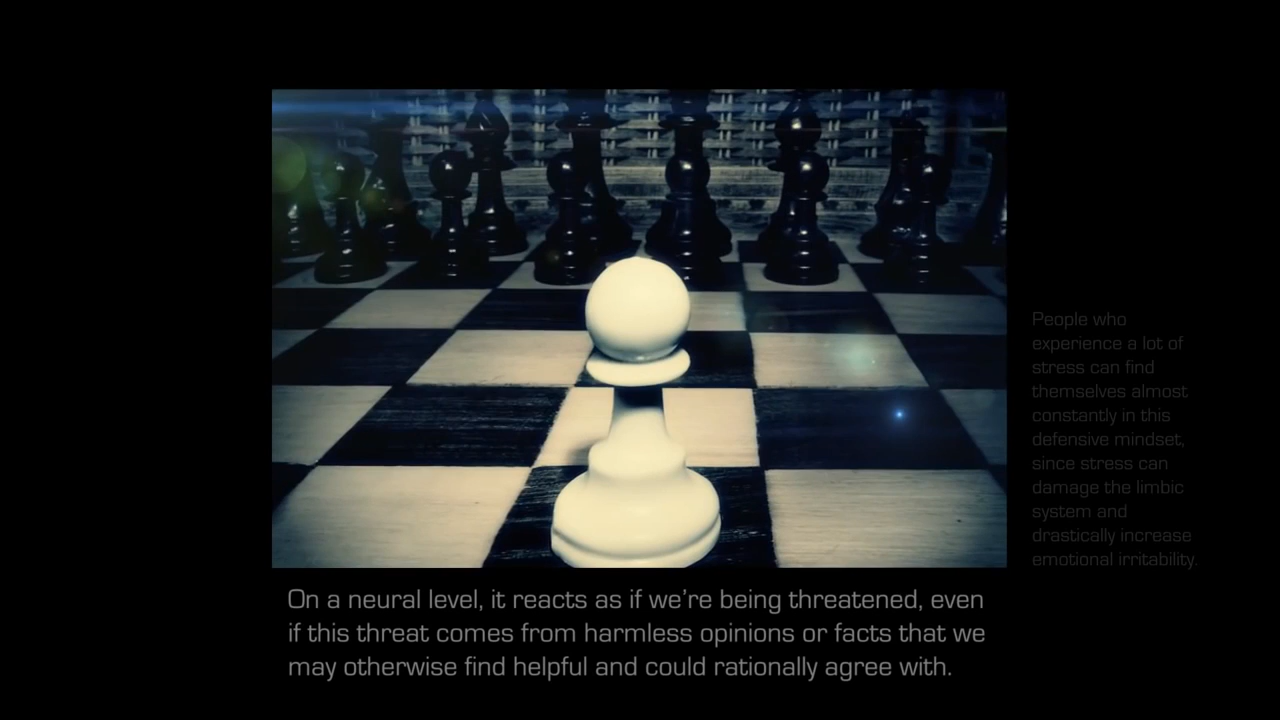 People who
experience a lot of
stress can find
themselves almost
constantly in this
defensive mindset,
since stress can
damage the limbic
system and
drastically increase
emotional irritability.
On a neural level, it reacts as if we're being threatened, even
if this threat comes from harmless opinions or facts that we
may otherwise find helpful and could rationally agree with.